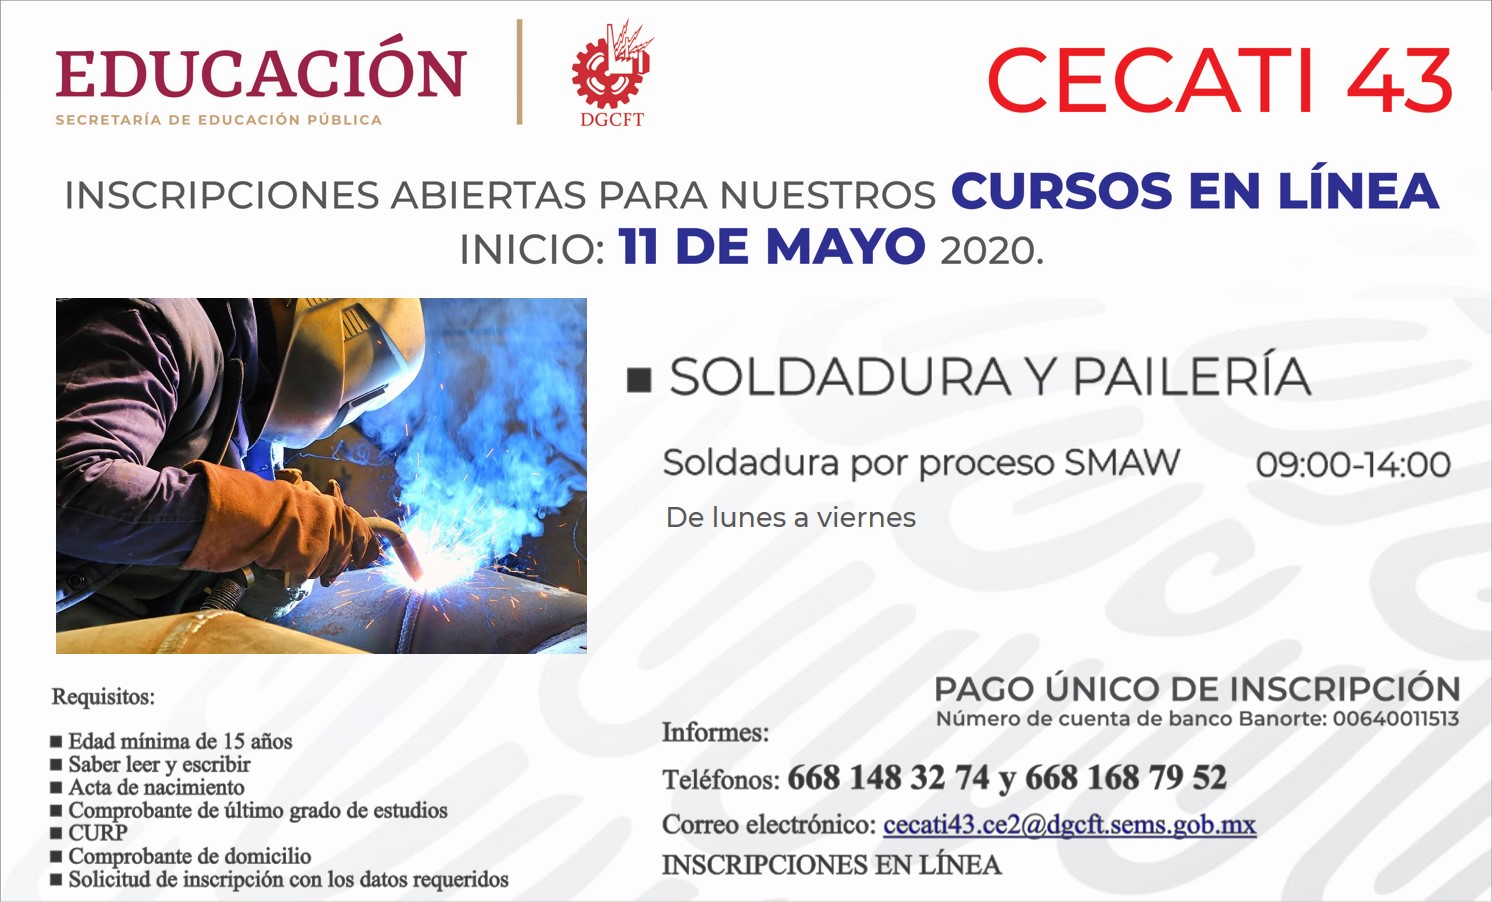 EDUCACIÓN
SECRETARÍA DE EDUCACIÓN PÚBLICA
DGCFT
CECATI 43
INSCRIPCIONES ABIERTAS PARA NUESTROS CURSOS EN LÍNEA
INICIO: 11 DE MAYO 2020.
■ SOLDADURA Y PAILERÍA
Soldadura por proceso SMAW 09:00-14:00
De lunes a viernes
Requisitos:
■ Edad mínima de 15 años
■ Saber leer y escribir
■ Acta de nacimiento
■ Comprobante de último grado de estudios
■ CURP
■ Comprobante de domicilio
■ Solicitud de inscripción con los datos requeridos
PAGO ÚNICO DE INSCRIPCIÓN
Número de cuenta de banco Banorte: 00640011513
Informes:
Teléfonos: 668 148 32 74 y 668 168 79 52
Correo electrónico: cecati43.ce2@dgcft.sems.gob.mx
INSCRIPCIONES EN LÍNEA